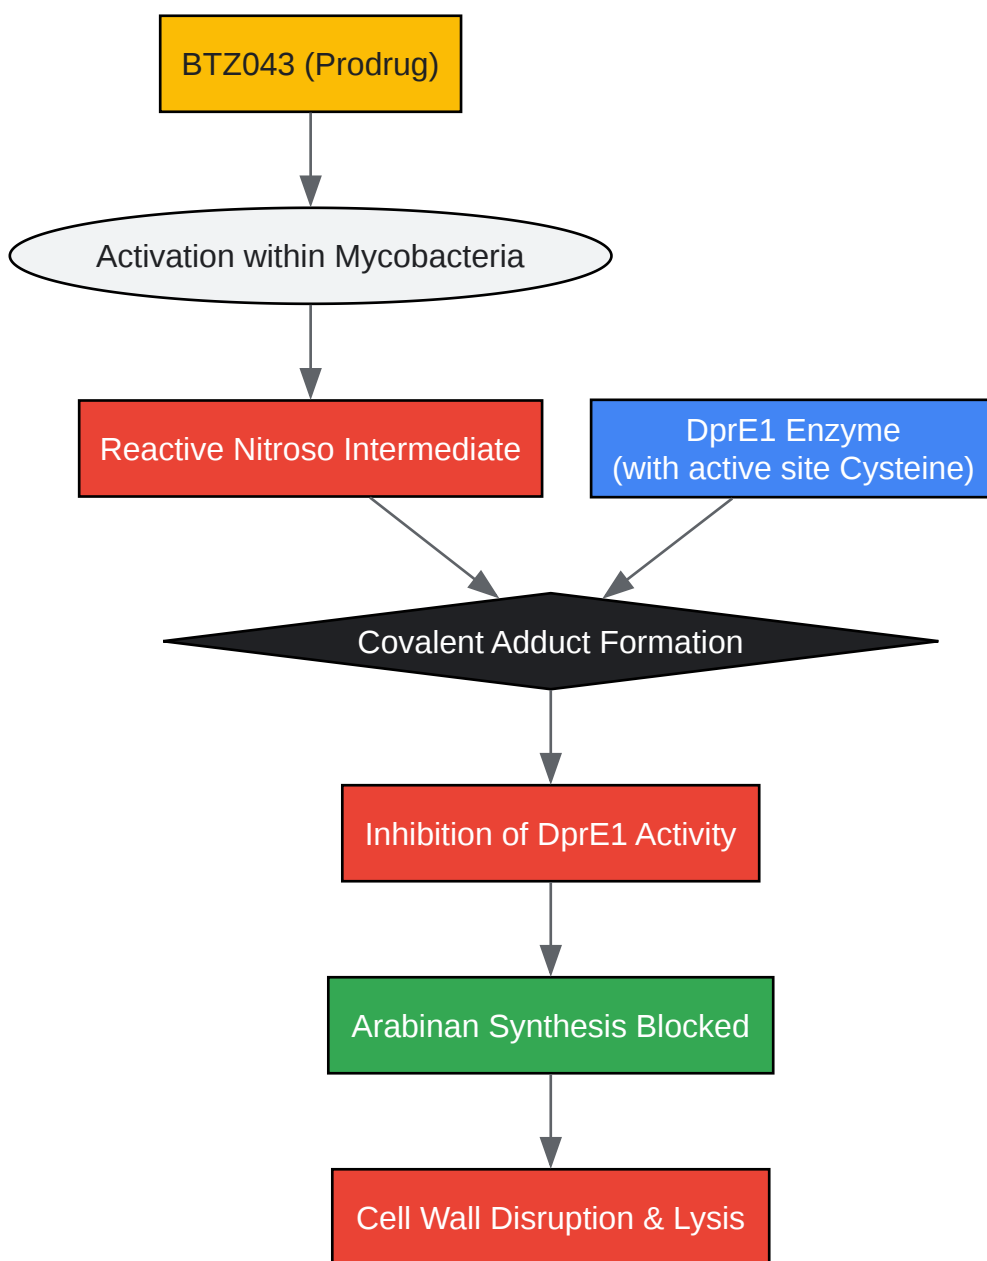 BTZ043 (Prodrug)
Activation within Mycobacteria
Reactive Nitroso Intermediate
DprE1 Enzyme
(with active site Cysteine)
Covalent Adduct Formation
Inhibition of DprE1 Activity
Arabinan Synthesis Blocked
Cell Wall Disruption & Lysis